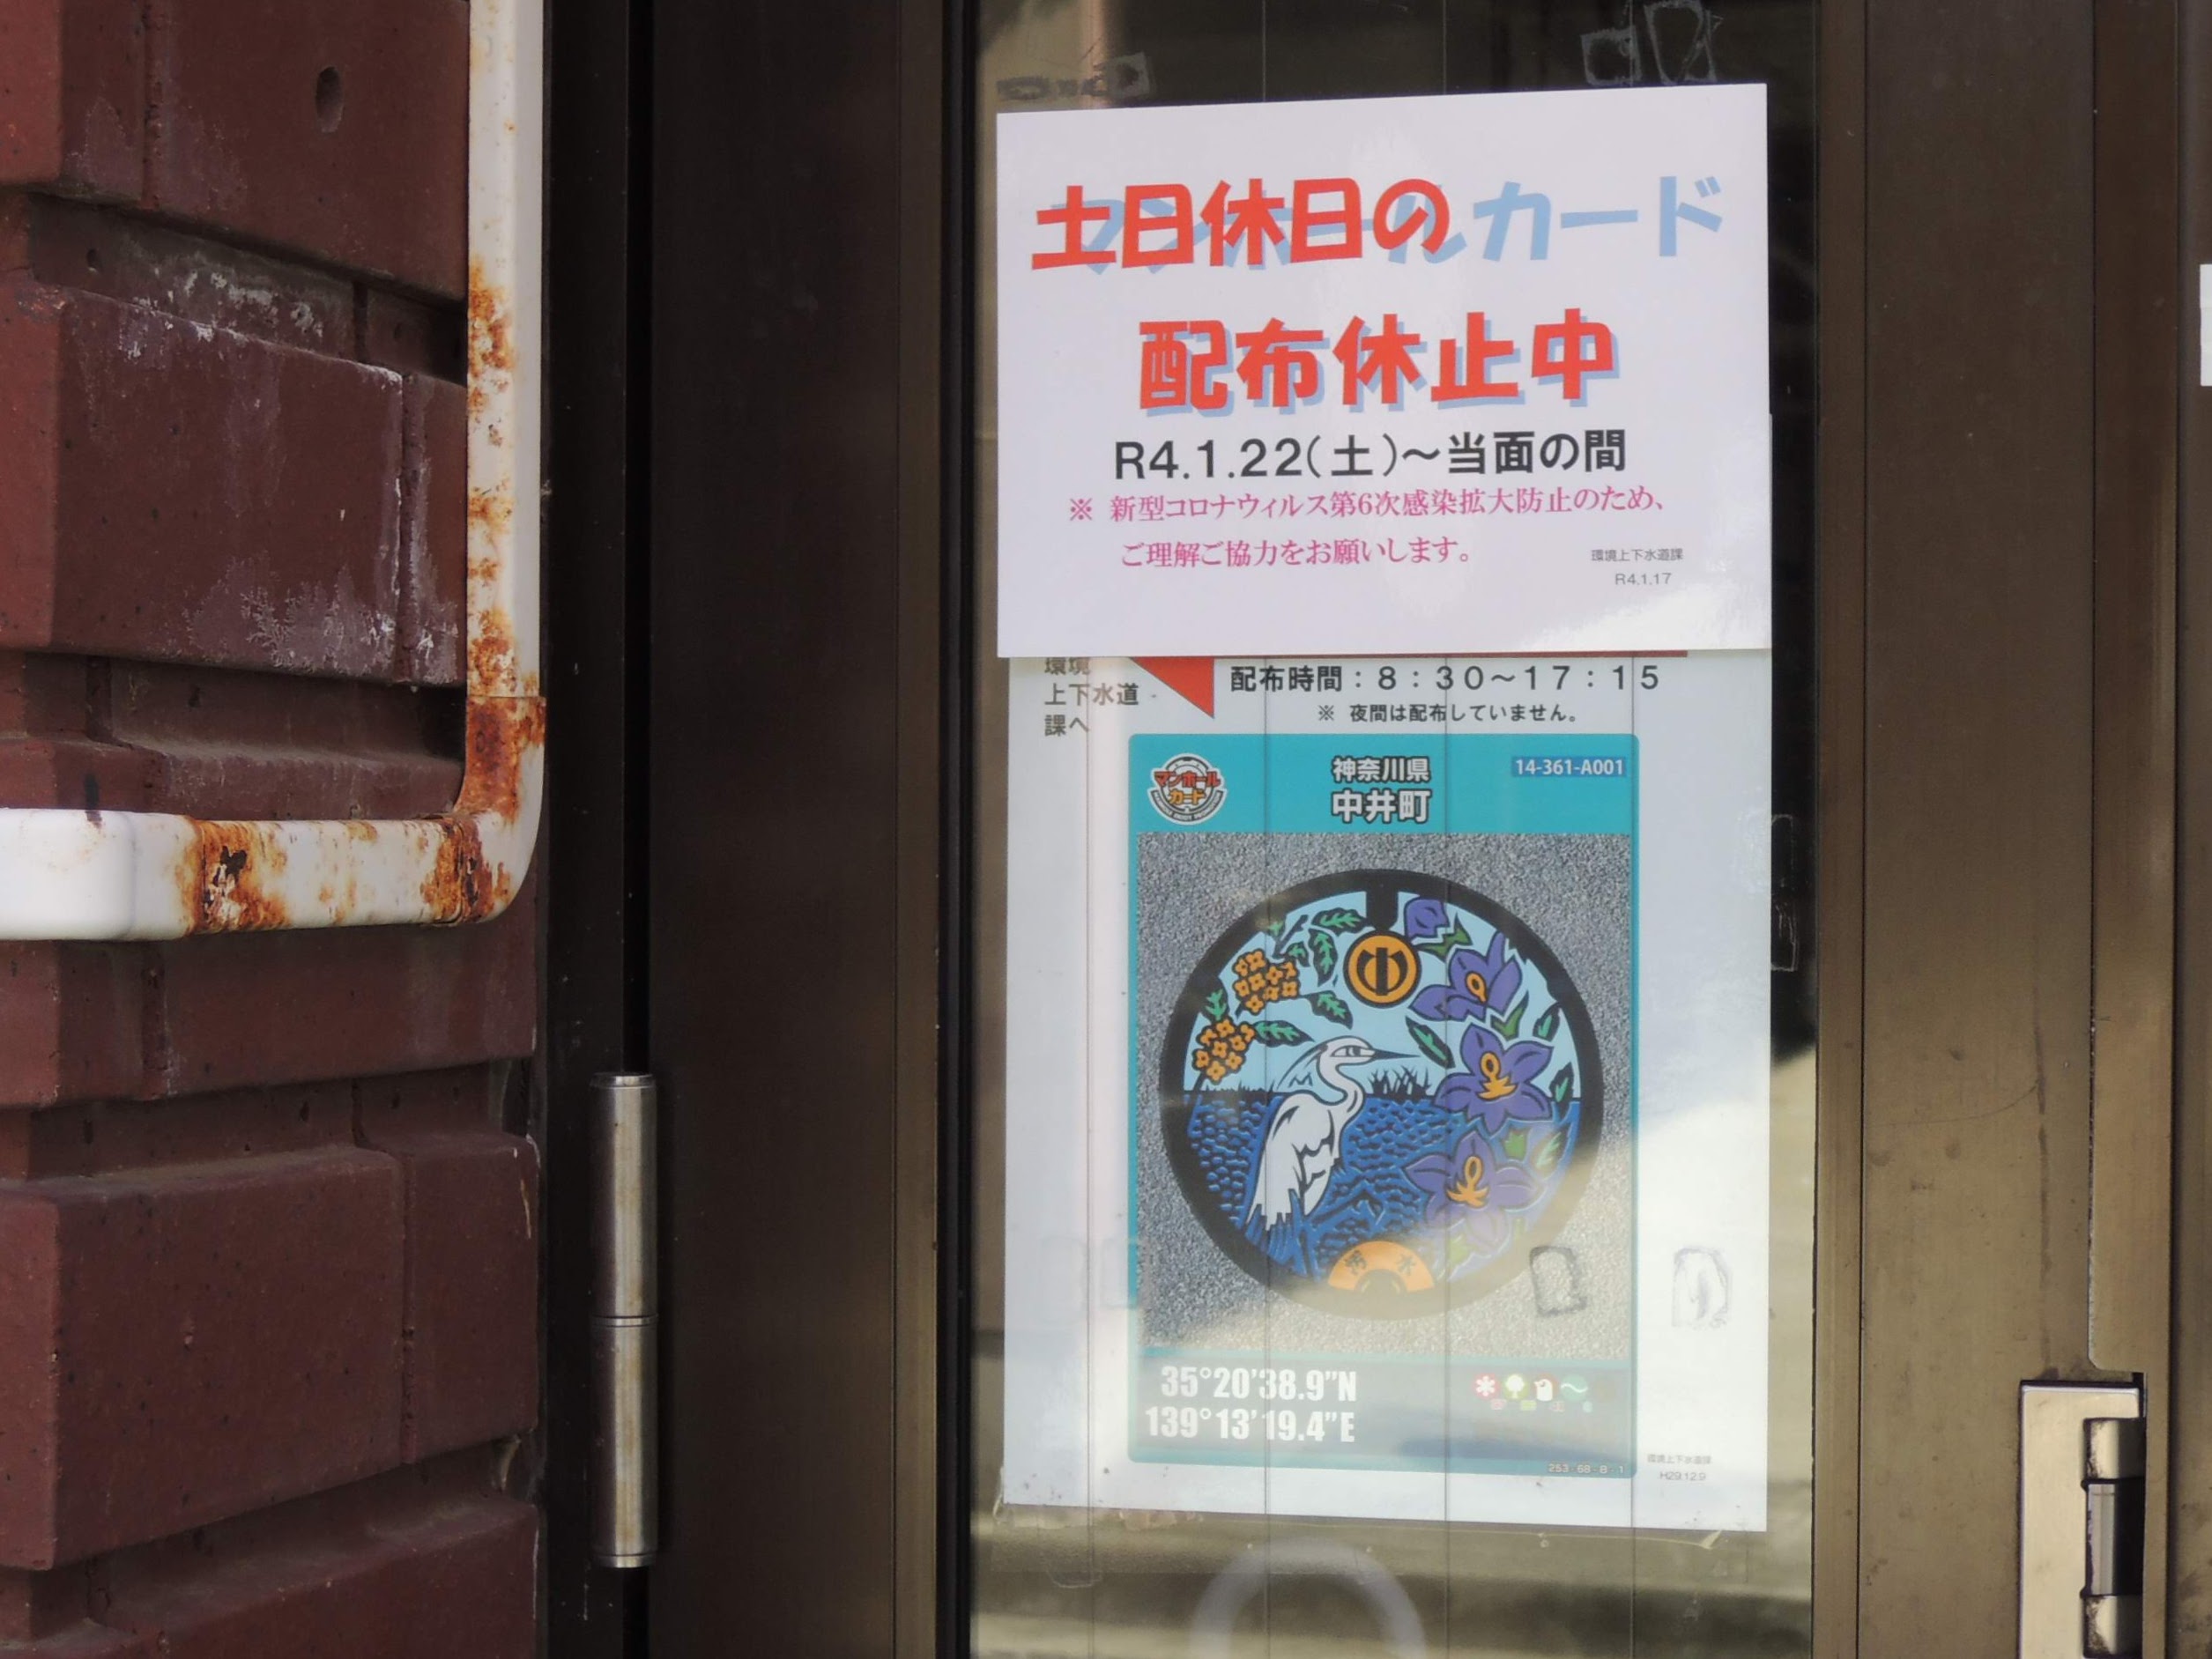 土日休日の カード
配布休止中
R4.1.22(土)～当面の間
※ 新型コロナウィルス第6次感染拡大防止のため、
ご理解ご協力をお願いします。
環境上下水道課
R4.1.17
環境
上下水道
課へ
配布時間：８：３０～１７：１５
※ 夜間は配布していません。
マンホール
カード
神奈川県
中井町
14-361-A001
汚水
35°20'38.9"N
139°13'19.4"E
環境上下水道課
H29.12.9